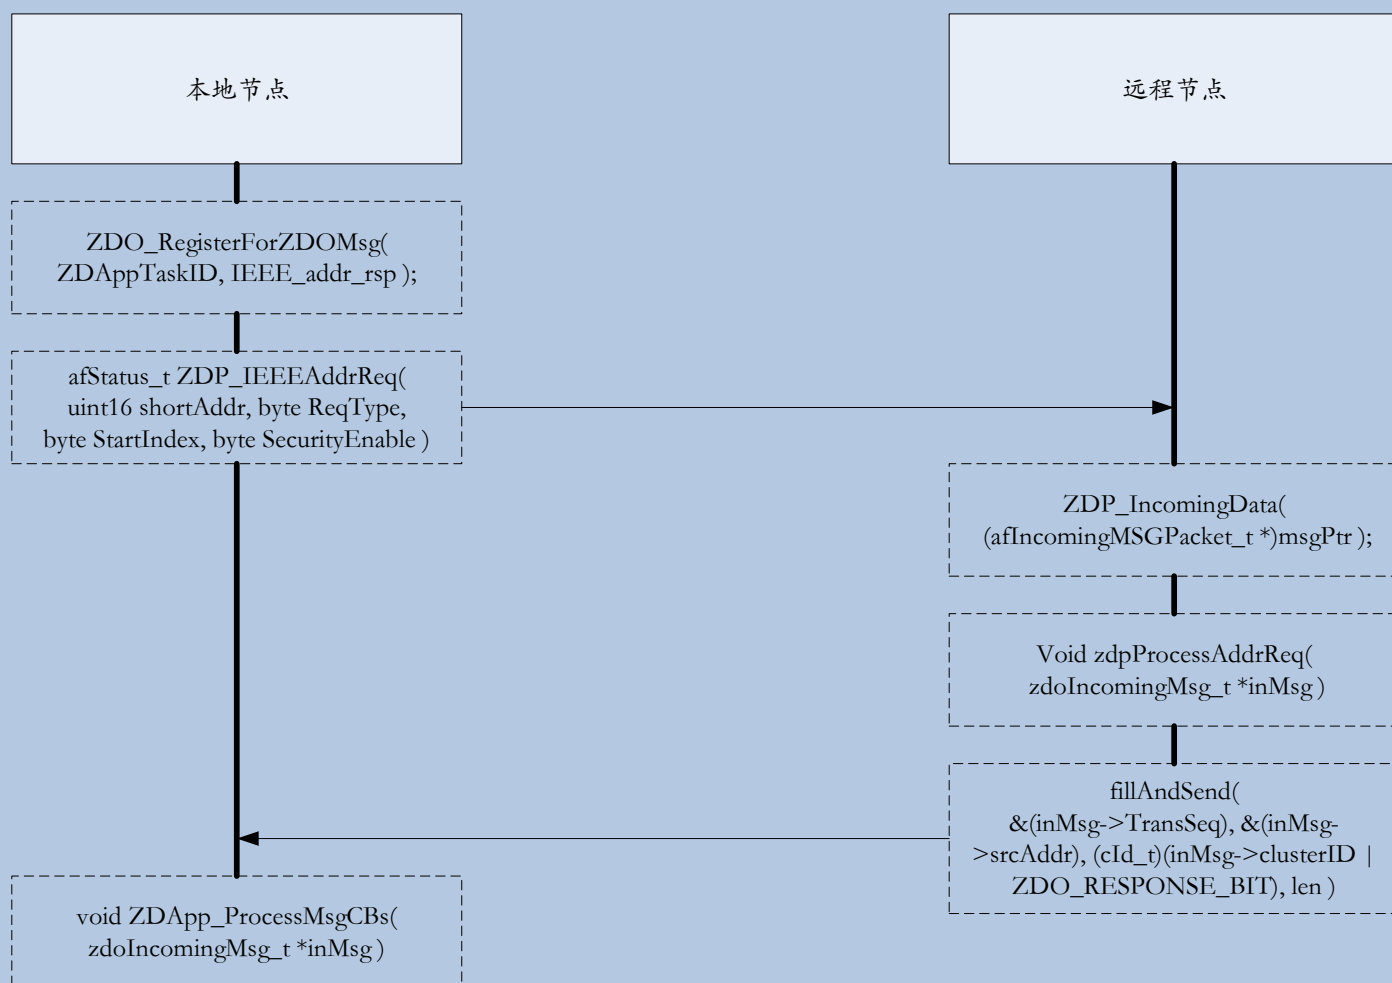 本地节点
远程节点
ZDO_RegisterForZDOMsg(
ZDAppTaskID, IEEE_addr_rsp );
afStatus_t ZDP_IEEEAddrReq(
uint16 shortAddr, byte ReqType,
byte StartIndex, byte SecurityEnable )
ZDP_IncomingData(
(afIncomingMSGPacket_t *)msgPtr );
Void zdpProcessAddrReq(
zdoIncomingMsg_t *inMsg )
fillAndSend(
&(inMsg->TransSeq), &(inMsg-
>srcAddr), (cId_t)(inMsg->clusterID |
ZDO_RESPONSE_BIT), len )
void ZDApp_ProcessMsgCBs(
zdoIncomingMsg_t *inMsg )